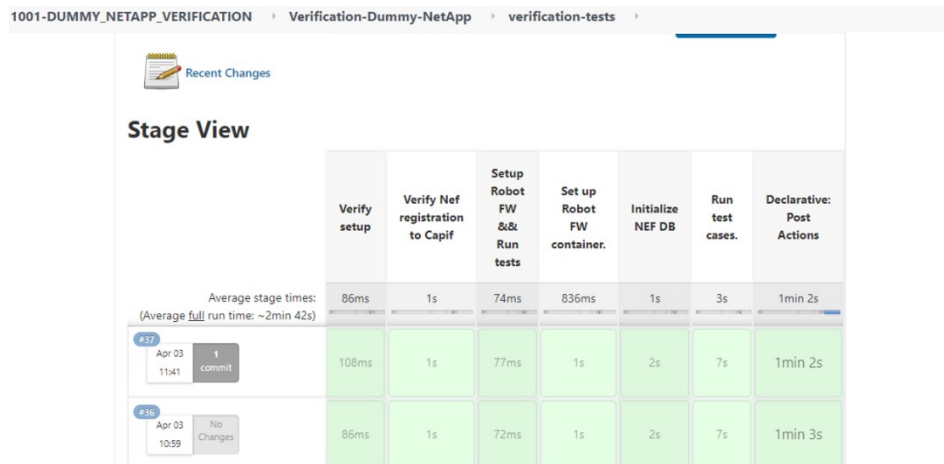 1001-DUMMY_NETAPP_VERIFICATION › Verification-Dummy-NetApp › verification-tests ›
Recent Changes
Stage View
Verify
setup
Verify Nef
registration
to Capif
Setup
Robot
FW
&&
Run
tests
Set up
Robot
FW
container.
Initialize
NEF DB
Run
test
cases.
Declarative:
Post
Actions
Average stage times:
(Average full run time: ~2min 42s)
86ms 1s 74ms 836ms 1s 3s 1min 2s
#37
Apr 03
11:41
1
commit
108ms 1s 77ms 1s 2s 7s 1min 2s
#36
Apr 03
10:59
No
Changes
86ms 1s 72ms 1s 2s 7s 1min 3s